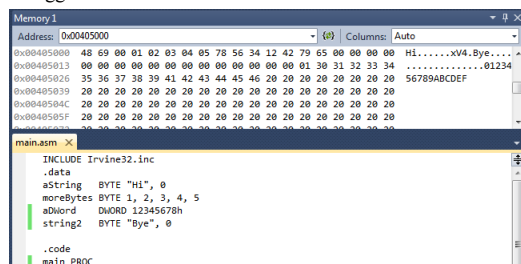 Memory 1
Address: 0x00405000 Columns: Auto
0x00405000 48 69 00 01 02 03 04 05 78 56 34 12 42 79 65 00 00 00 00 Hi......xV4.Bye....
0x00405013 00 00 00 00 00 00 00 00 00 00 00 00 00 01 30 31 32 33 34 ..............01234
0x00405026 35 36 37 38 39 41 42 43 44 45 46 20 20 20 20 20 20 20 20 56789ABCDEF
0x00405039 20 20 20 20 20 20 20 20 20 20 20 20 20 20 20 20 20 20 20
0x0040504C 20 20 20 20 20 20 20 20 20 20 20 20 20 20 20 20 20 20 20
0x0040505F 20 20 20 20 20 20 20 20 20 20 20 20 20 20 20 20 20 20 20
main.asm
INCLUDE Irvine32.inc
.data
aString BYTE "Hi", 0
moreBytes BYTE 1, 2, 3, 4, 5
aDWord DWORD 12345678h
string2 BYTE "Bye", 0
.code
main PROC